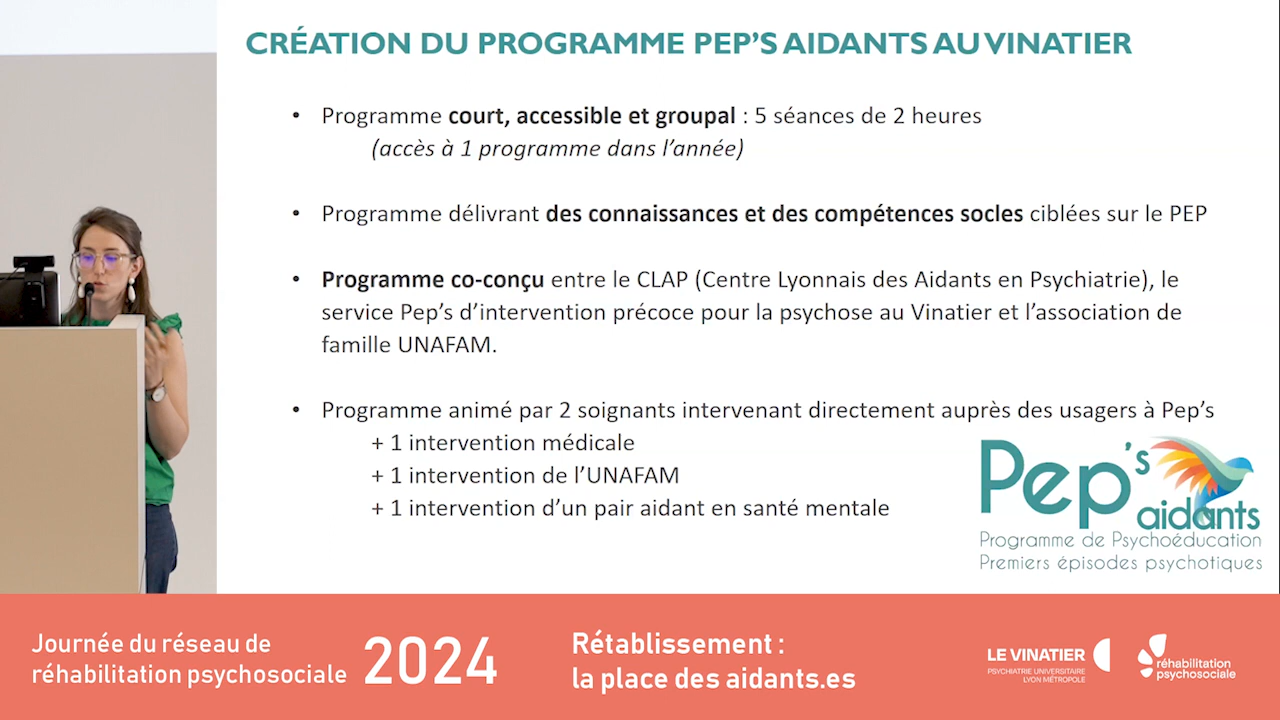 CRÉATION DU PROGRAMME PEP’S AIDANTS AU VINATIER
• Programme court, accessible et groupal : 5 séances de 2 heures
(accès à 1 programme dans l’année)
• Programme délivrant des connaissances et des compétences socles ciblées sur le PEP
• Programme co-conçu entre le CLAP (Centre Lyonnais des Aidants en Psychiatrie), le
service Pep’s d’intervention précoce pour la psychose au Vinatier et l’association de
famille UNAFAM.
• Programme animé par 2 soignants intervenant directement auprès des usagers à Pep’s
+ 1 intervention médicale
+ 1 intervention de l’UNAFAM
+ 1 intervention d’un pair aidant en santé mentale
Pep’s
aidants
Programme de Psychoéducation
Premiers épisodes psychotiques
Journée du réseau de
réhabilitation psychosociale
2024
Rétablissement :
la place des aidants.es
LE VINATIER
PSYCHIATRIE UNIVERSITAIRE
LYON MÉTROPOLE
réhabilitation
psychosociale